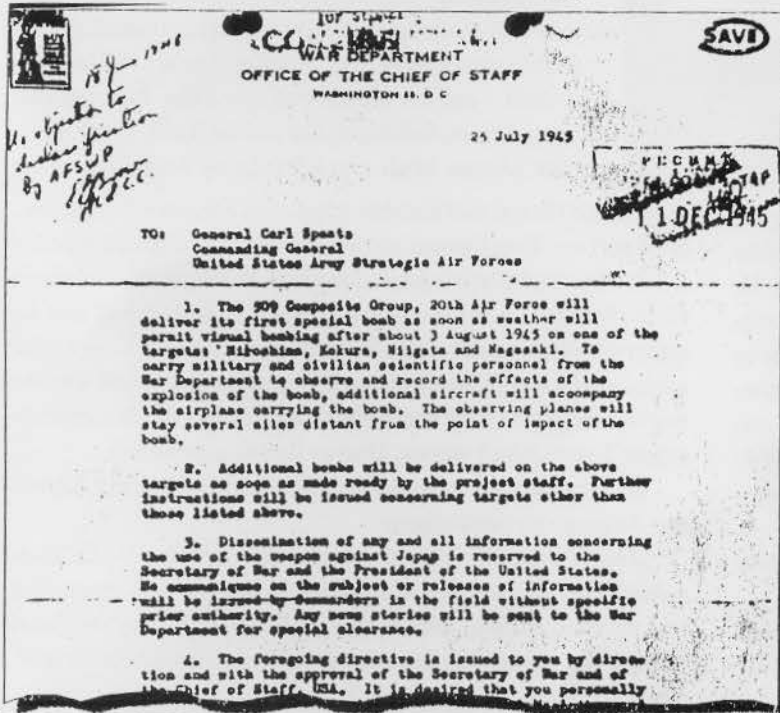 SAVE
WAR DEPARTMENT
OFFICE OF THE CHIEF OF STAFF
WASHINGTON 25, D C
No objection to
declassification
By AFSWP
24 July 1945
11 DEC 1945
TO: General Carl Spaatz
Commanding General
United States Army Strategic Air Forces
1. The 509 Composite Group, 20th Air Force will
deliver its first special bomb as soon as weather will
permit visual bombing after about 3 August 1945 on one of the
targets: Hiroshima, Kokura, Niigata and Nagasaki. To
carry military and civilian scientific personnel from the
War Department to observe and record the effects of the
explosion of the bomb, additional aircraft will accompany
the airplane carrying the bomb. The observing planes will
stay several miles distant from the point of impact of the
bomb.
2. Additional bombs will be delivered on the above
targets as soon as made ready by the project staff. Further
instructions will be issued concerning targets other than
those listed above.
3. Dissemination of any and all information concerning
the use of the weapon against Japan is reserved to the
Secretary of War and the President of the United States.
No communiques on the subject or releases of information
will be issued by Commanders in the field without specific
prior authority. Any news stories will be sent to the War
Department for special clearance.
4. The foregoing directive is issued to you by direc-
tion and with the approval of the Secretary of War and of
the Chief of Staff, USA. It is desired that you personally